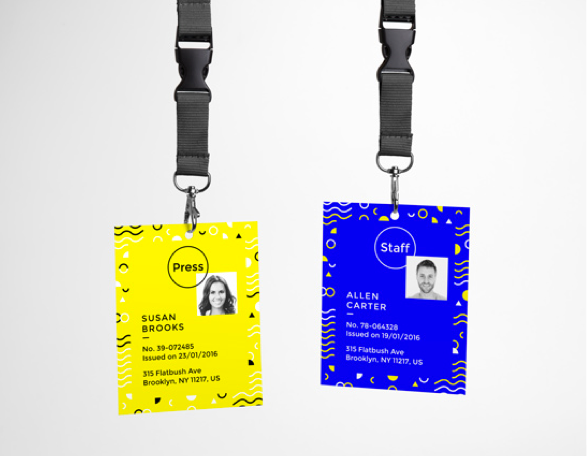 Press
SUSAN
BROOKS
No. 39-072485
Issued on 23/01/2016
315 Flatbush Ave
Brooklyn, NY 11217, US
Staff
ALLEN
CARTER
No. 78-064328
Issued on 19/01/2016
315 Flatbush Ave
Brooklyn, NY 11217, US